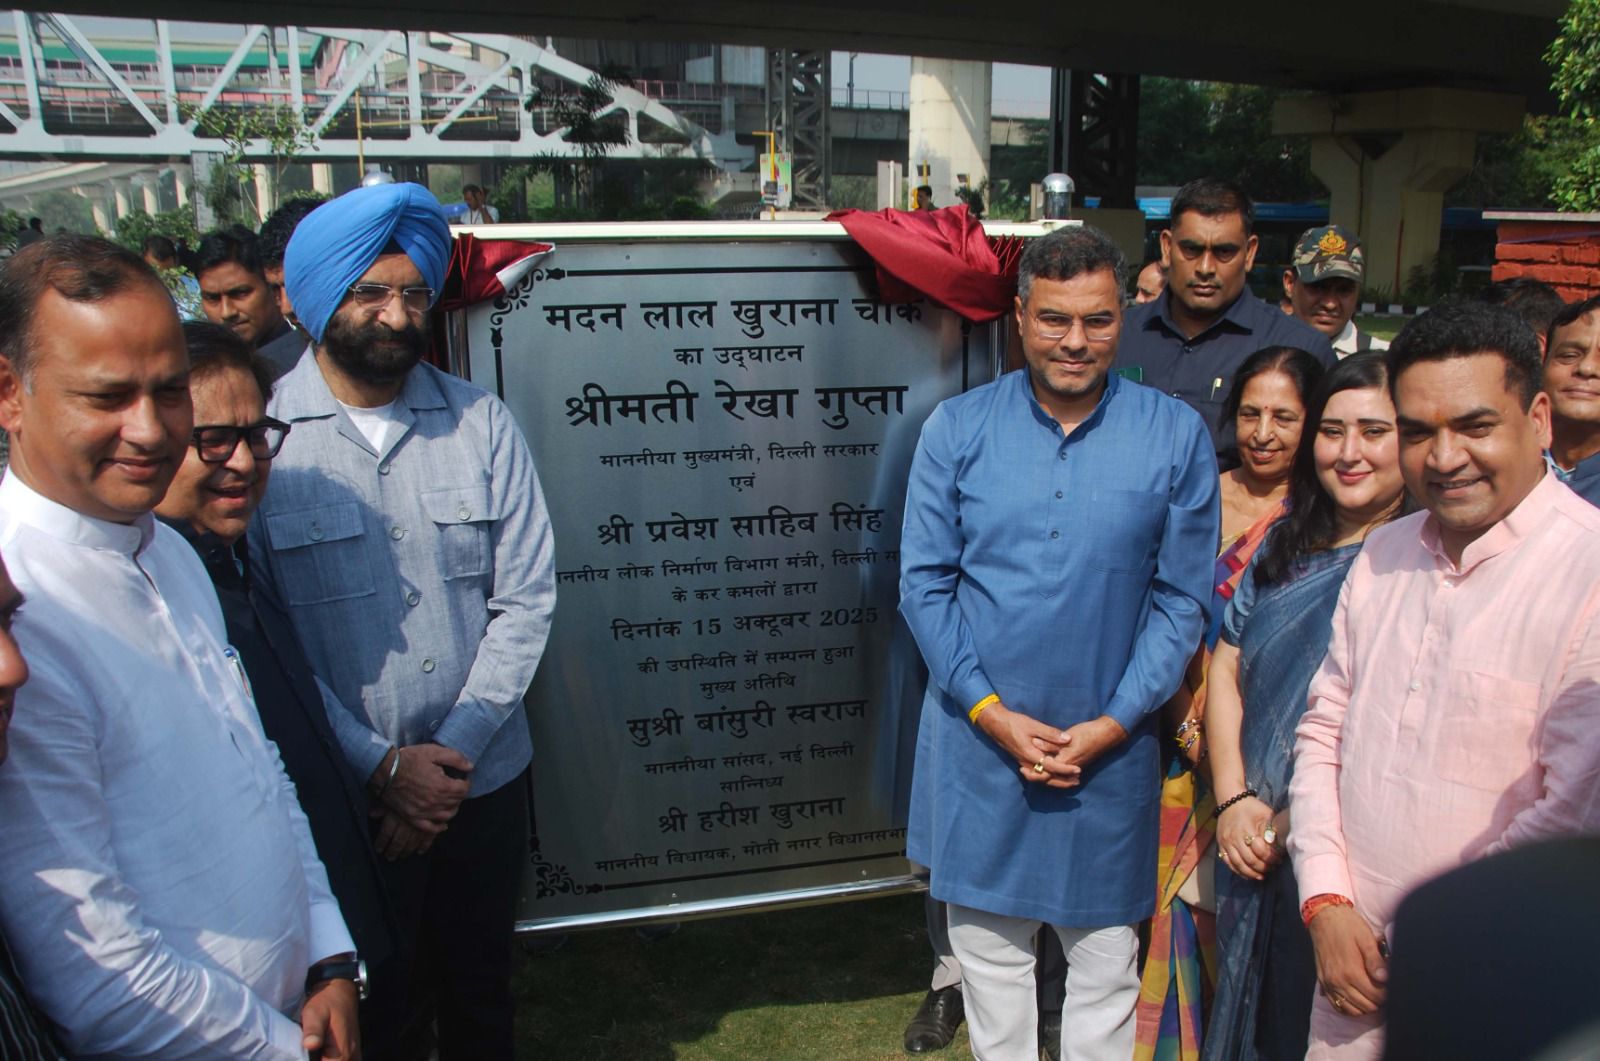 मदन लाल खुराना चौक
का उद्घाटन
श्रीमती रेखा गुप्ता
माननीया मुख्यमंत्री, दिल्ली सरकार
एवं
श्री प्रवेश साहिब सिंह
माननीय लोक निर्माण विभाग मंत्री, दिल्ली
के कर कमलों द्वारा
दिनांक 15 अक्टूबर 2025
की उपस्थिति में सम्पन्न हुआ
मुख्य अतिथि
सुश्री बांसुरी स्वराज
माननीया सांसद, नई दिल्ली
सान्निध्य
श्री हरीश खुराना
माननीय विधायक, मोती नगर विधानसभा